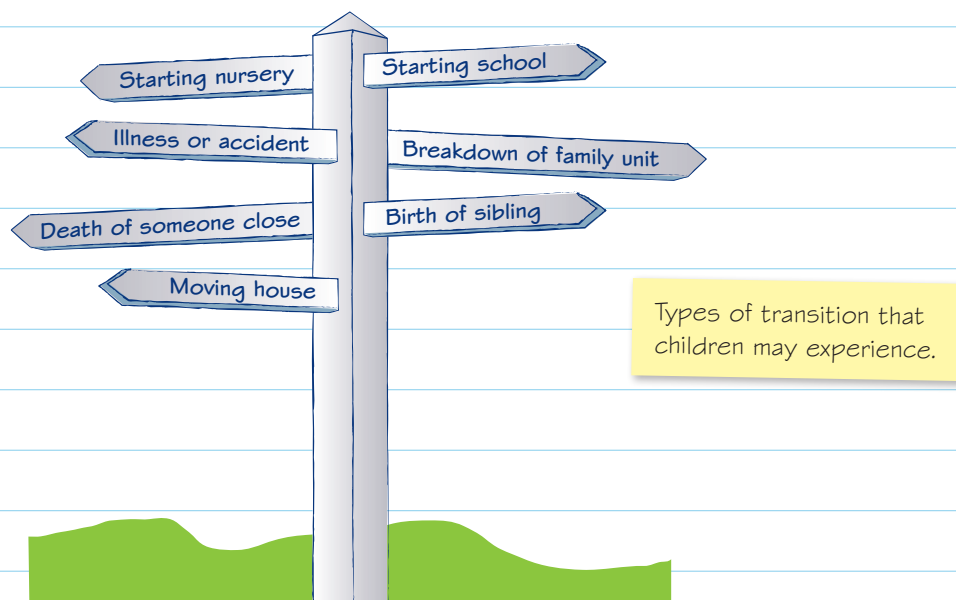 Starting nursery
Starting school
Illness or accident
Breakdown of family unit
Death of someone close
Birth of sibling
Moving house
Types of transition that
children may experience.